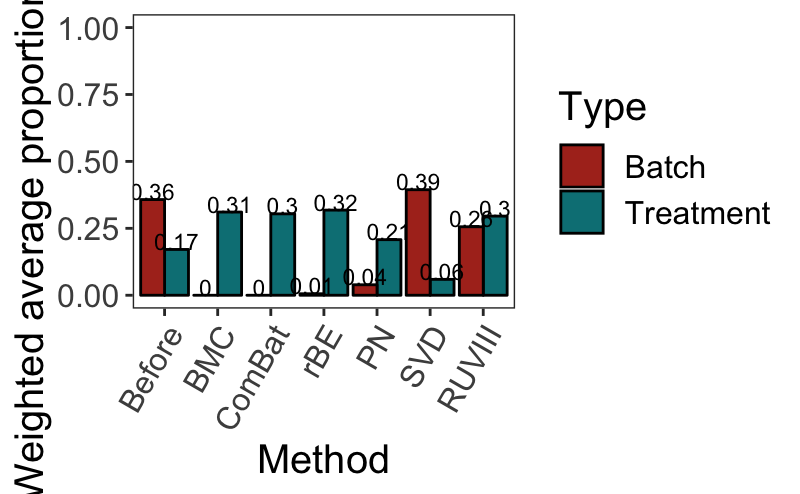 Weighted average proportion
1.00
0.75
0.50
0.25
0.00
0.36
0.17
0
0.31
0
0.3
0.01
0.32
0.04
0.21
0.39
0.06
0.26
0.3
Before
BMC
ComBat
rBE
PN
SVD
RUVIII
Method
Type
Batch
Treatment